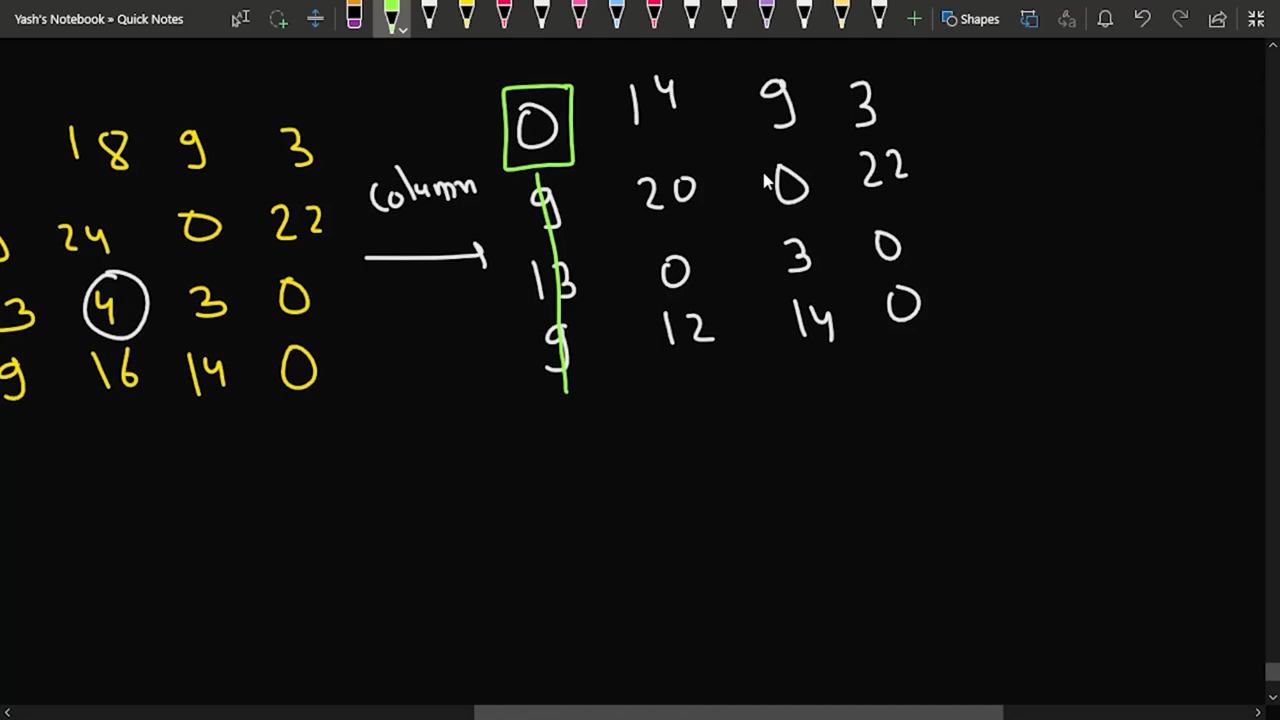 Yash's Notebook » Quick Notes
Shapes
0 14 9 3
18 9 3
column
9 20 0 22
24 0 22
13 0 3 0
3 4 3 0
9 12 14 0
9 16 14 0